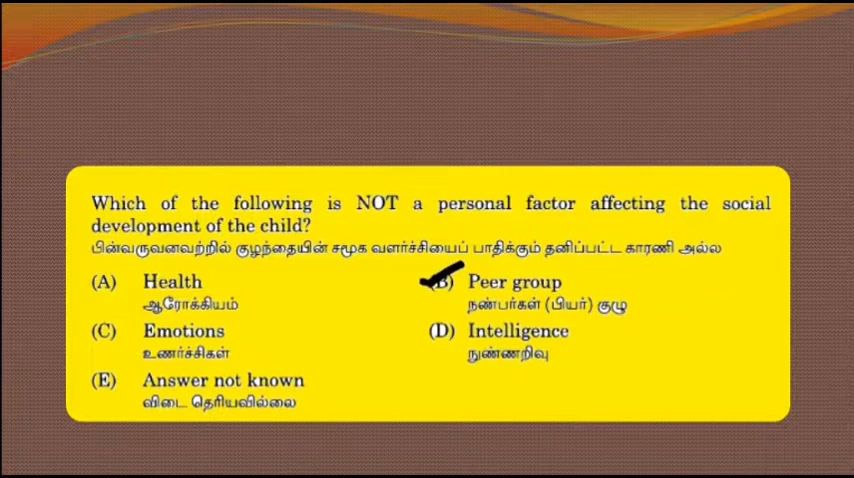 Which of the following is NOT a personal factor affecting the social
development of the child?
பின்வருவனவற்றில் குழந்தையின் சமூக வளர்ச்சியைப் பாதிக்கும் தனிப்பட்ட காரணி அல்ல
(A) Health (B) Peer group
ஆரோக்கியம் நண்பர்கள் (பியர்) குழு
(C) Emotions (D) Intelligence
உணர்ச்சிகள் நுண்ணறிவு
(E) Answer not known
விடை தெரியவில்லை